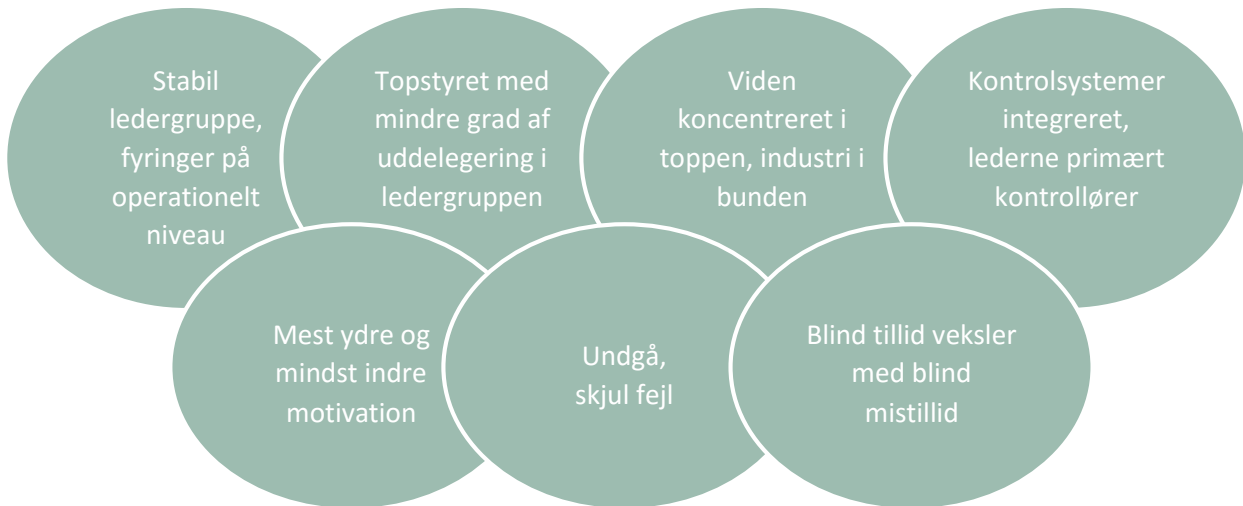 Stabil
ledergruppe,
fyringer på
operationelt
niveau
Topstyret med
mindre grad af
uddelegering i
ledergruppen
Viden
koncentreret i
toppen, industri i
bunden
Kontrolsystemer
integreret,
lederne primært
kontrollører
Mest ydre og
mindst indre
motivation
Undgå,
skjul fejl
Blind tillid veksler
med blind
mistillid